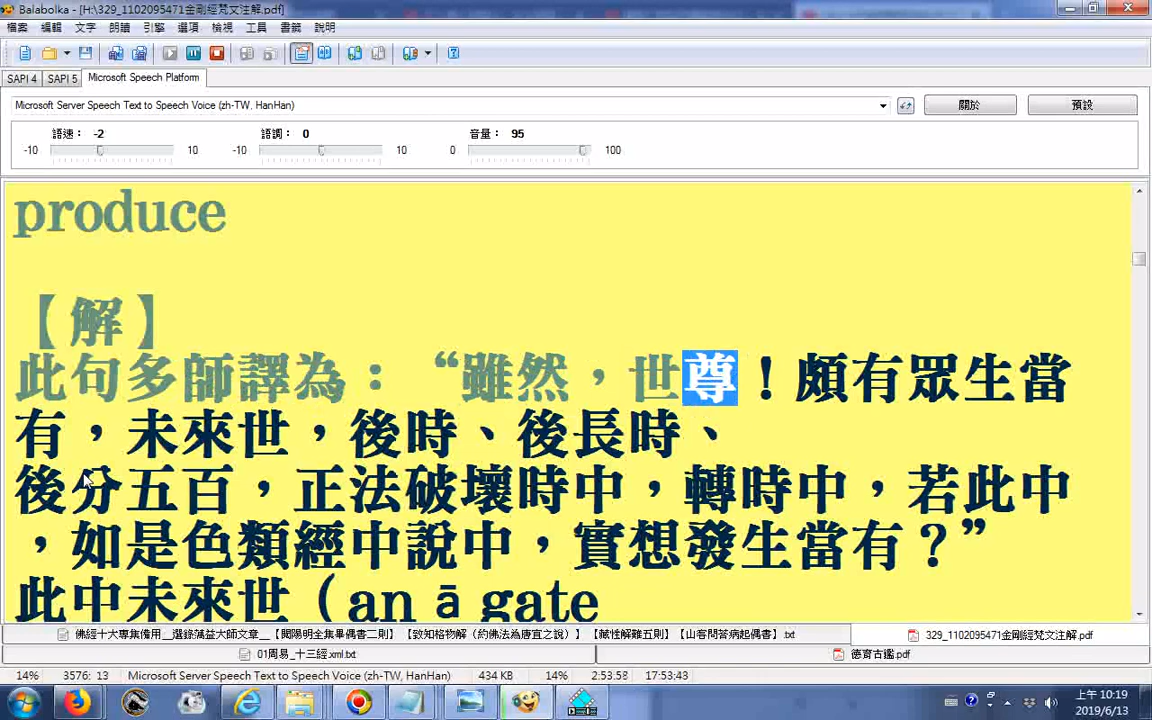 Balabolka - [H:\329_1102095471金剛經梵文注解.pdf]
檔案 編輯 文字 朗讀 引擎 選項 檢視 工具 書籤 說明
SAPI 4 SAPI 5 Microsoft Speech Platform
Microsoft Server Speech Text to Speech Voice (zh-TW, HanHan) 關於 預設
語速： -2 語調： 0 音量： 95
-10 10 -10 10 0 100
produce
【解】
此句多師譯為：“雖然，世尊！頗有眾生當
有，未來世，後時、後長時、
後分五百，正法破壞時中，轉時中，若此中
，如是色類經中說中，實想發生當有？”
此中未來世（an ā gate
佛經十大專集備用__選錄減益大師文章__【閱陽明全集畢偶書二則】 【致知格物解（約佛法為唐宜之說）】 【藏性解難五則】 【山客問答病起偶書】.txt 329_1102095471金剛經梵文注解.pdf
01周易_十三經.xml.txt 德育古鑑.pdf
14% 3576: 13 Microsoft Server Speech Text to Speech Voice (zh-TW, HanHan) 434 KB 14% 2:53:58 17:53:43
上午 10:19
2019/6/13